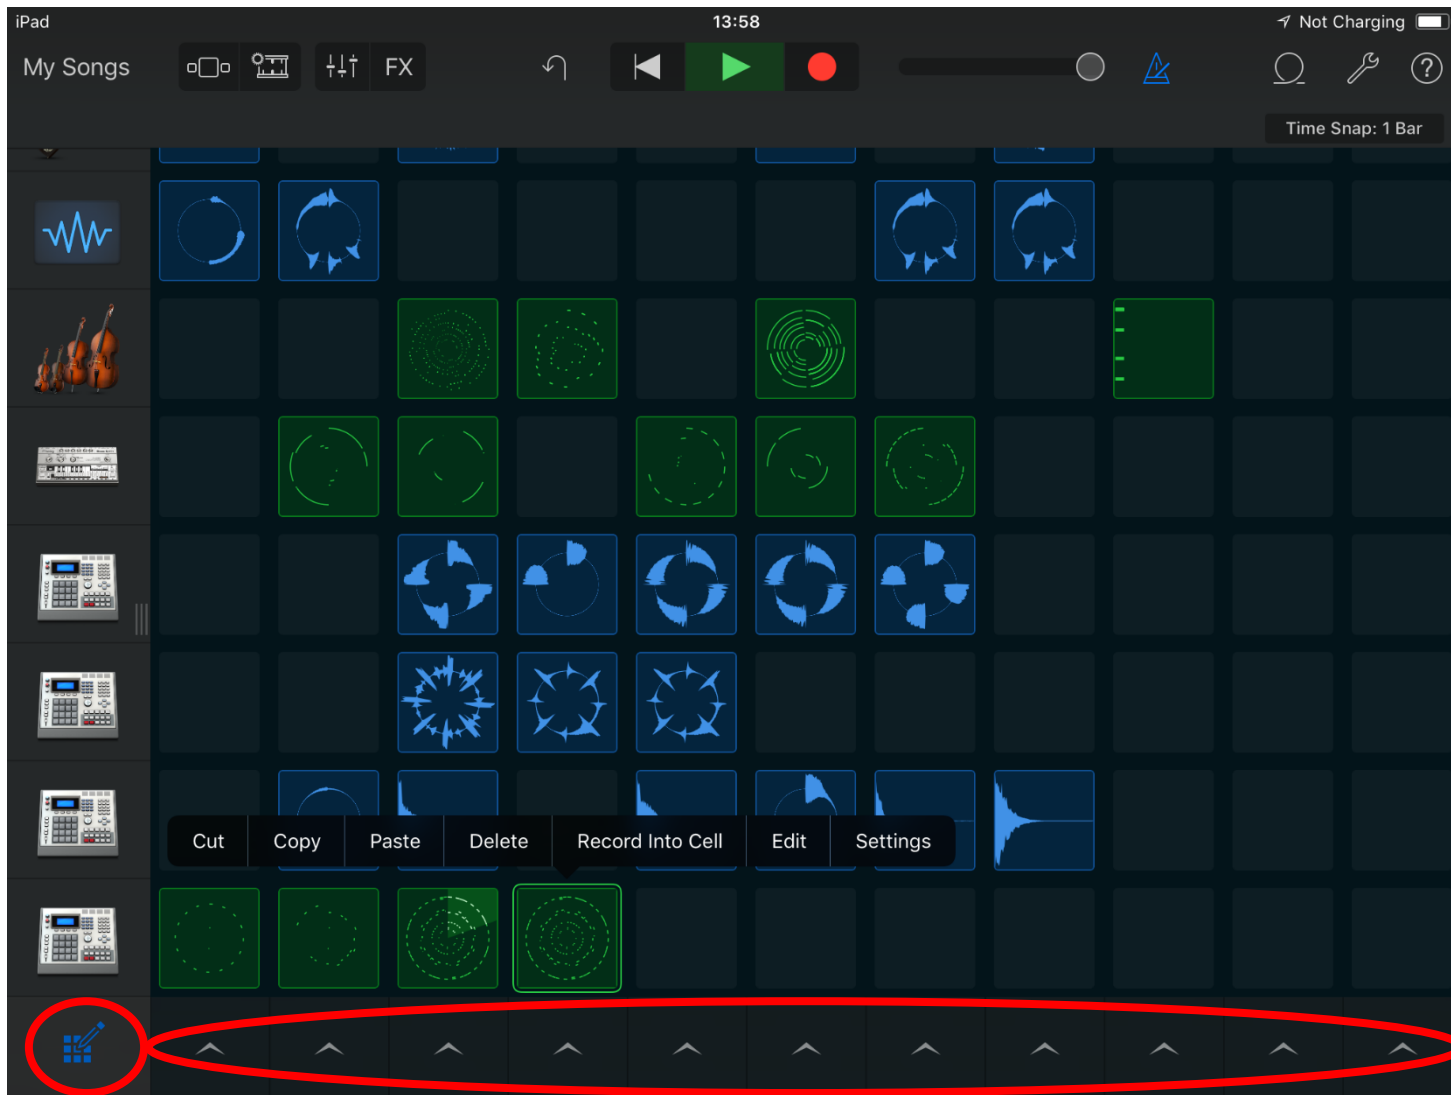 iPad 13:58 Not Charging
My Songs FX ?
Time Snap: 1 Bar
Cut Copy Paste Delete Record Into Cell Edit Settings